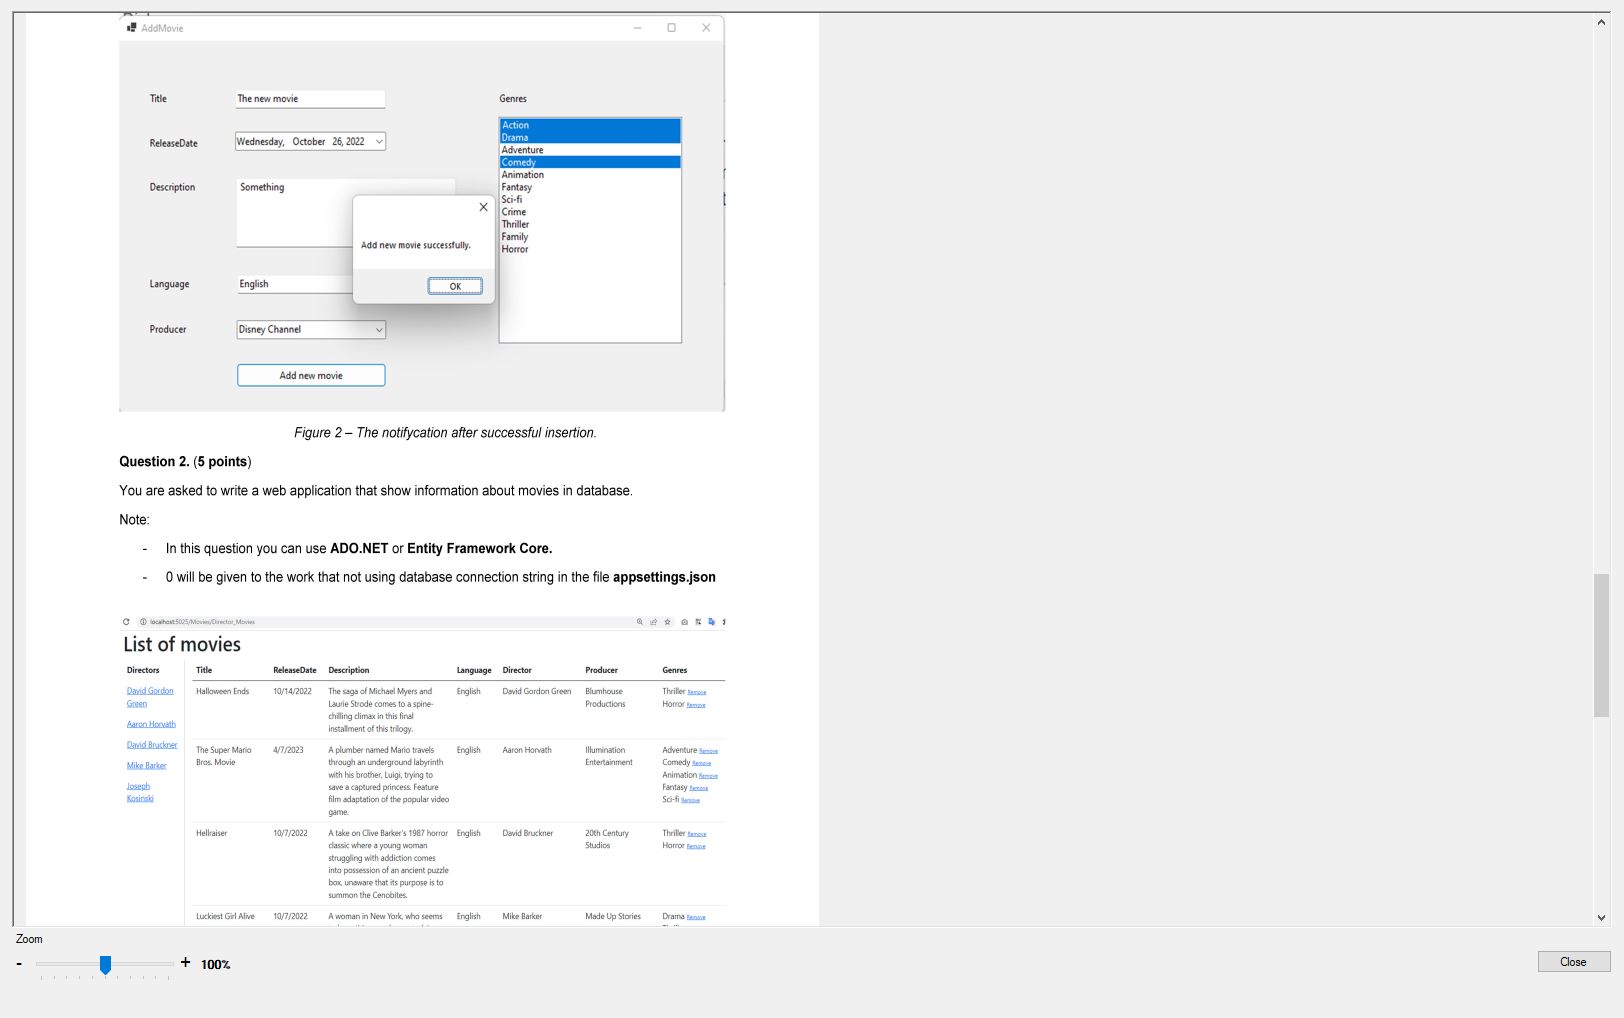 AddMovie
Title
The new movie
Genres
Action
Drama
Adventure
Comedy
Animation
Fantasy
Sci-fi
Crime
Thriller
Family
Horror
ReleaseDate
Wednesday, October 26, 2022
Description
Something
Add new movie successfully.
OK
Language
English
Producer
Disney Channel
Add new movie
Figure 2 – The notifycation after successful insertion.
Question 2. (5 points)
You are asked to write a web application that show information about movies in database.
Note:
- In this question you can use ADO.NET or Entity Framework Core.
- 0 will be given to the work that not using database connection string in the file appsettings.json
localhost:5025/Movies/Director_Movies
List of movies
Directors
David Gordon
Green
Aaron Horvath
David Bruckner
Mike Barker
Joseph
Kosinski
Title ReleaseDate Description Language Director Producer Genres
Halloween Ends 10/14/2022 The saga of Michael Myers and English David Gordon Green Blumhouse Thriller Remove
Laurie Strode comes to a spine- Productions Horror Remove
chilling climax in this final
installment of this trilogy.
The Super Mario 4/7/2023 A plumber named Mario travels English Aaron Horvath Illumination Adventure Remove
Bros. Movie through an underground labyrinth Entertainment Comedy Remove
with his brother, Luigi, trying to Animation Remove
save a captured princess. Feature Fantasy Remove
film adaptation of the popular video Sci-fi Remove
game.
Hellraiser 10/7/2022 A take on Clive Barker's 1987 horror English David Bruckner 20th Century Thriller Remove
classic where a young woman Studios Horror Remove
struggling with addiction comes
into possession of an ancient puzzle
box, unaware that its purpose is to
summon the Cenobites.
Luckiest Girl Alive 10/7/2022 A woman in New York, who seems English Mike Barker Made Up Stories Drama Remove
Zoom
- + 100%
Close